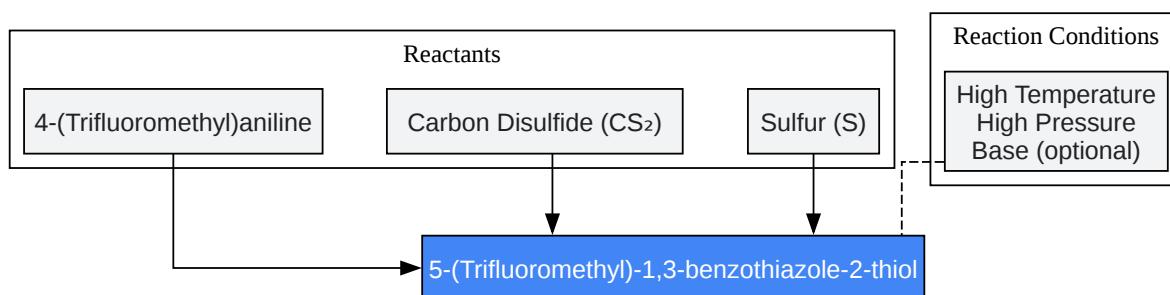 Reactants
4-(Trifluoromethyl)aniline
Carbon Disulfide (CS₂)
Sulfur (S)
Reaction Conditions
High Temperature
High Pressure
Base (optional)
5-(Trifluoromethyl)-1,3-benzothiazole-2-thiol